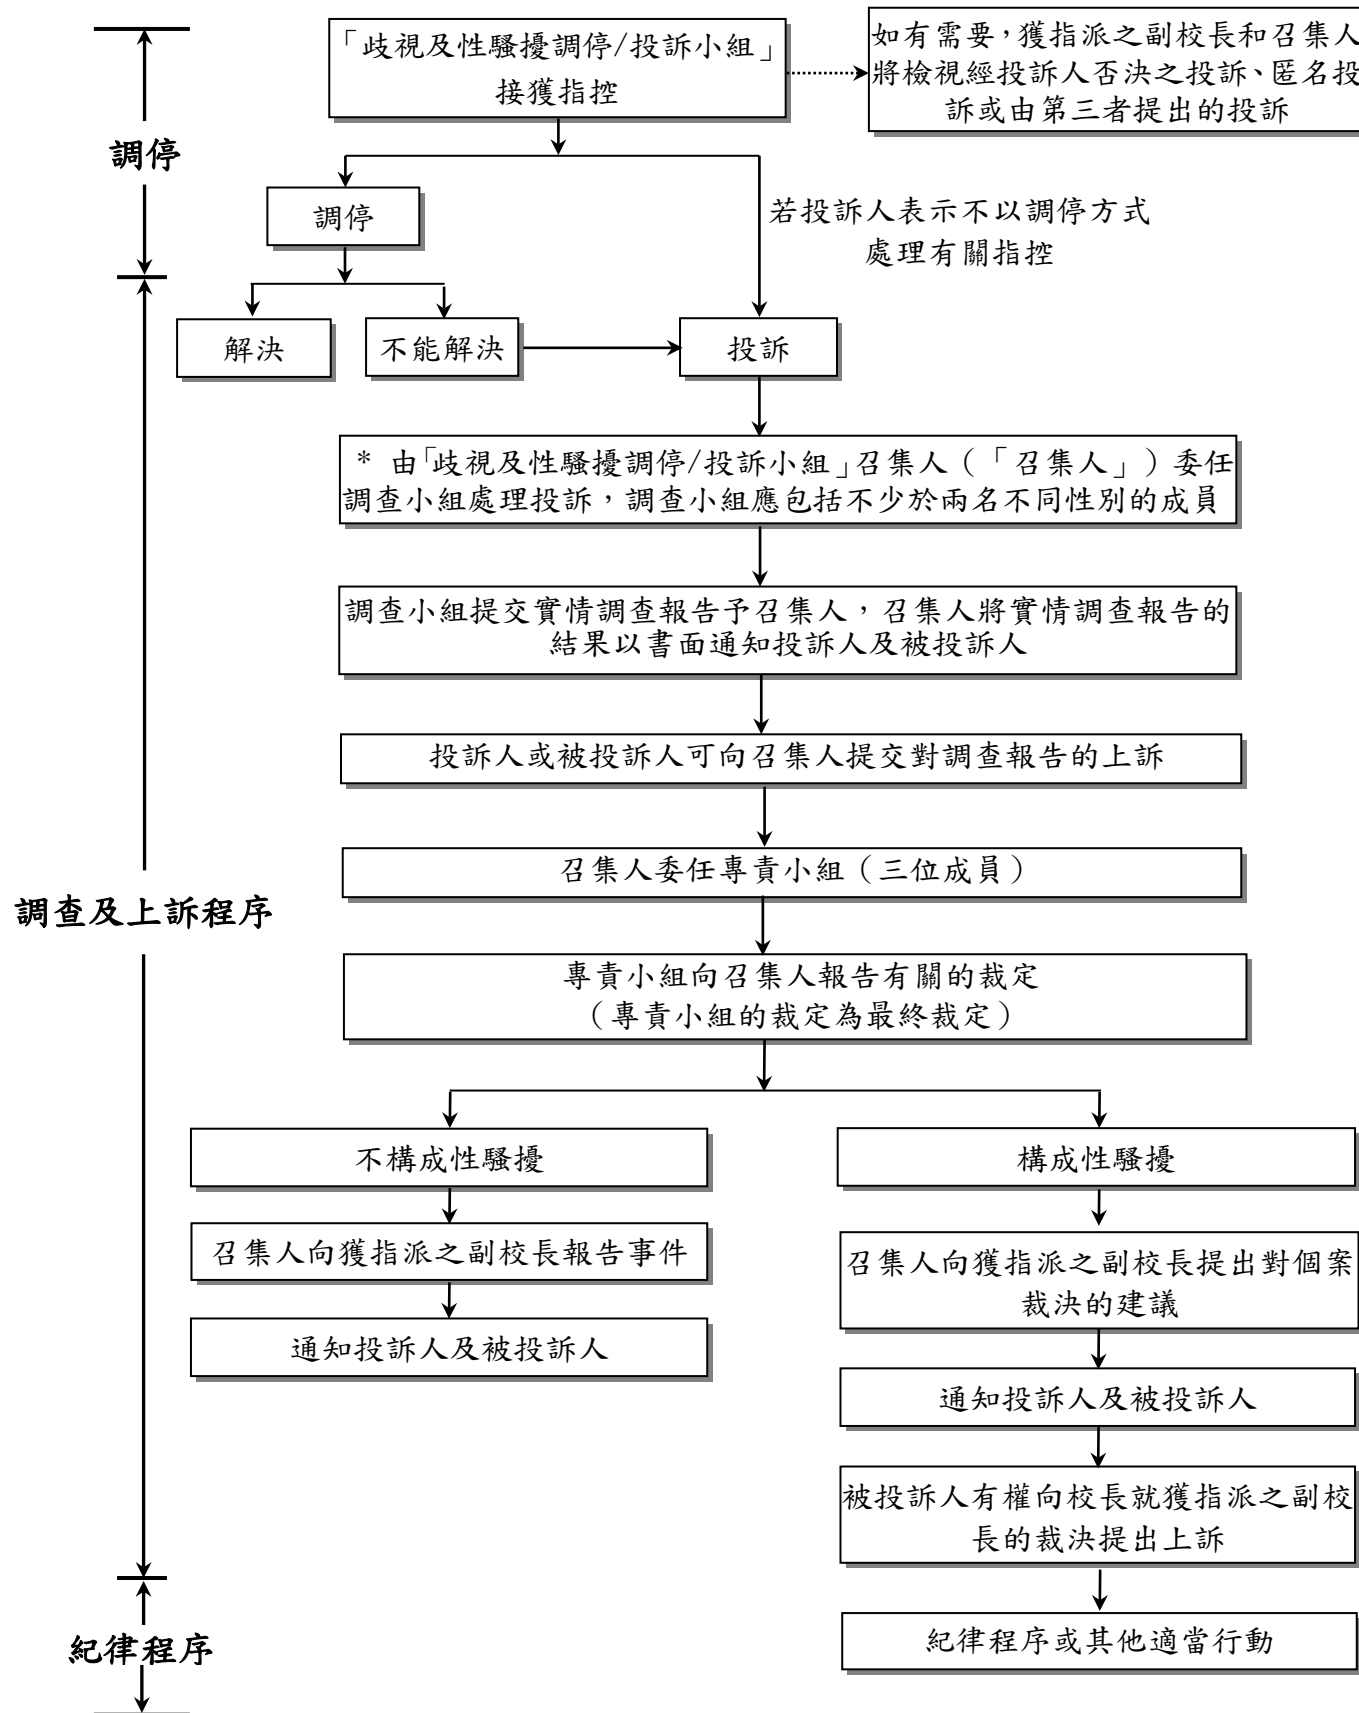 「歧視及性騷擾調停/投訴小組」
接獲指控
如有需要，獲指派之副校長和召集人
將檢視經投訴人否決之投訴、匿名投
訴或由第三者提出的投訴
調停
調停
若投訴人表示不以調停方式
處理有關指控
解決
不能解決
投訴
* 由「歧視及性騷擾調停/投訴小組」召集人（「召集人」）委任
調查小組處理投訴，調查小組應包括不少於兩名不同性別的成員
調查小組提交實情調查報告予召集人，召集人將實情調查報告的
結果以書面通知投訴人及被投訴人
投訴人或被投訴人可向召集人提交對調查報告的上訴
召集人委任專責小組（三位成員）
調查及上訴程序
專責小組向召集人報告有關的裁定
（專責小組的裁定為最終裁定）
不構成性騷擾
構成性騷擾
召集人向獲指派之副校長報告事件
召集人向獲指派之副校長提出對個案
裁決的建議
通知投訴人及被投訴人
通知投訴人及被投訴人
被投訴人有權向校長就獲指派之副校
長的裁決提出上訴
紀律程序
紀律程序或其他適當行動